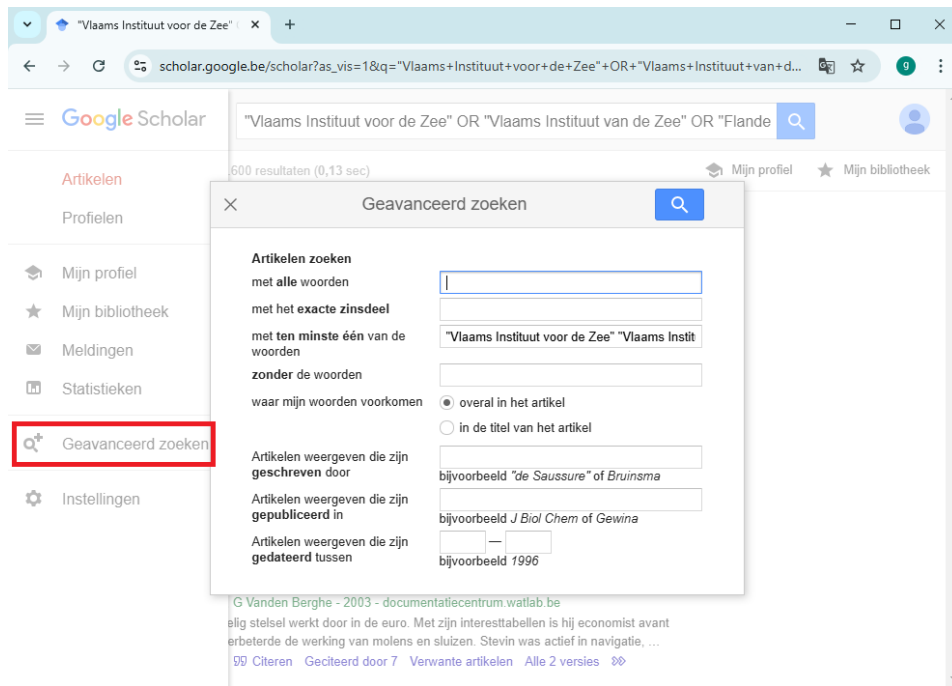 "Vlaams Instituut voor de Zee"
scholar.google.be/scholar?as_vis=1&q="Vlaams+Instituut+voor+de+Zee"+OR+"Vlaams+Instituut+van+d...
g
Google Scholar
"Vlaams Instituut voor de Zee" OR "Vlaams Instituut van de Zee" OR "Flande
Artikelen
600 resultaten (0,13 sec)
Mijn profiel
Mijn bibliotheek
Profielen
Mijn profiel
Mijn bibliotheek
Meldingen
Statistieken
Geavanceerd zoeken
Instellingen
Geavanceerd zoeken
Artikelen zoeken
met alle woorden
met het exacte zinsdeel
met ten minste één van de
woorden
"Vlaams Instituut voor de Zee" "Vlaams Instit
zonder de woorden
waar mijn woorden voorkomen
overal in het artikel
in de titel van het artikel
Artikelen weergeven die zijn
geschreven door
bijvoorbeeld "de Saussure" of Bruinsma
Artikelen weergeven die zijn
gepubliceerd in
bijvoorbeeld J Biol Chem of Gewina
Artikelen weergeven die zijn
gedateerd tussen
—
bijvoorbeeld 1996
G Vanden Berghe - 2003 - documentatiecentrum.watlab.be
elig stelsel werkt door in de euro. Met zijn interesttabellen is hij economist avant
erbeterde de werking van molens en sluizen. Stevin was actief in navigatie, ...
Citeren Geciteerd door 7 Verwante artikelen Alle 2 versies